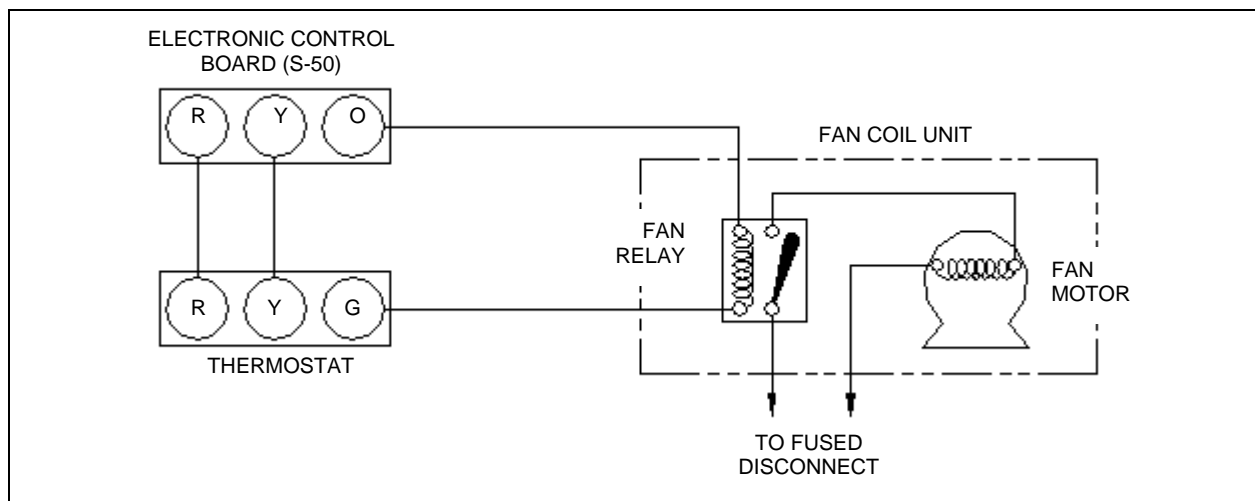 ELECTRONIC CONTROL
BOARD (S-50)
R Y O
FAN COIL UNIT
FAN
RELAY
FAN
MOTOR
R Y G
THERMOSTAT
TO FUSED
DISCONNECT